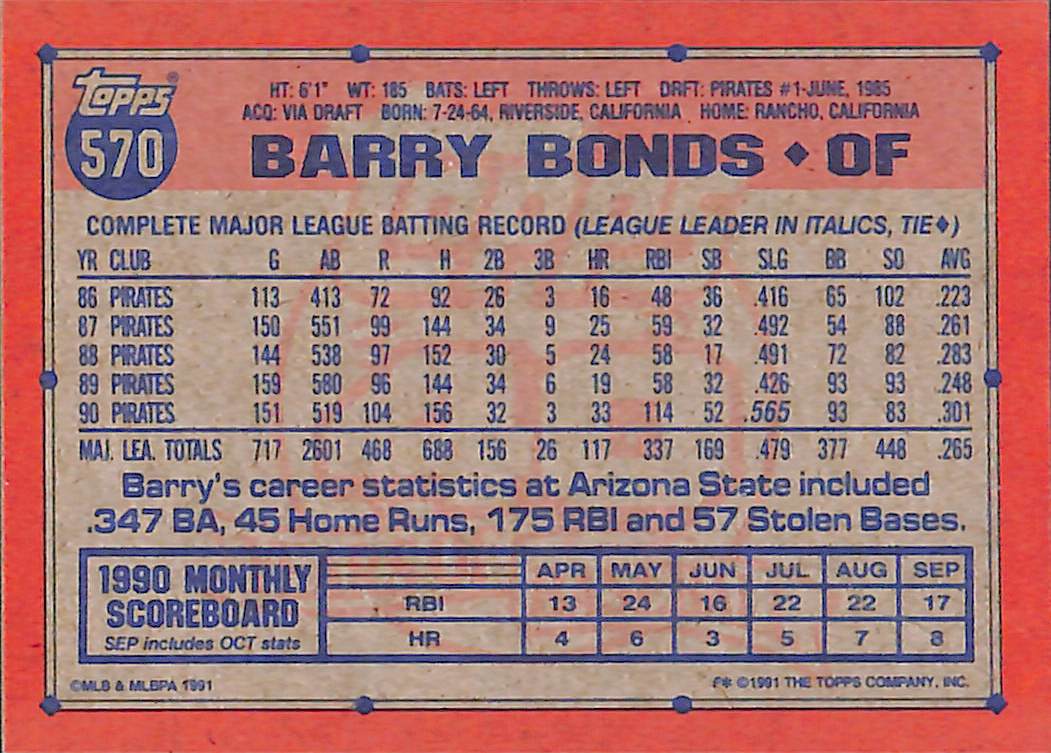 Topps®
570
HT: 6'1" WT: 185 BATS: LEFT THROWS: LEFT DRFT: PIRATES #1-JUNE, 1985
ACQ: VIA DRAFT BORN: 7-24-64, RIVERSIDE, CALIFORNIA HOME: RANCHO, CALIFORNIA
BARRY BONDS ◆ OF
COMPLETE MAJOR LEAGUE BATTING RECORD (LEAGUE LEADER IN ITALICS, TIE◆)
YR CLUB G AB R H 2B 3B HR RBI SB SLG BB SO AVG
86 PIRATES 113 413 72 92 26 3 16 48 36 .416 65 102 .223
87 PIRATES 150 551 99 144 34 9 25 59 32 .492 54 88 .261
88 PIRATES 144 538 97 152 30 5 24 58 17 .491 72 82 .283
89 PIRATES 159 580 96 144 34 6 19 58 32 .426 93 93 .248
90 PIRATES 151 519 104 156 32 3 33 114 52 .565 93 83 .301
MAJ. LEA. TOTALS 717 2601 468 688 156 26 117 337 169 .479 377 448 .265
Barry's career statistics at Arizona State included
.347 BA, 45 Home Runs, 175 RBI and 57 Stolen Bases.
1990 MONTHLY
SCOREBOARD
SEP includes OCT stats
APR MAY JUN JUL AUG SEP
RBI 13 24 16 22 22 17
HR 4 6 3 5 7 8
©MLB & MLBPA 1991
F✻ ©1991 THE TOPPS COMPANY, INC.